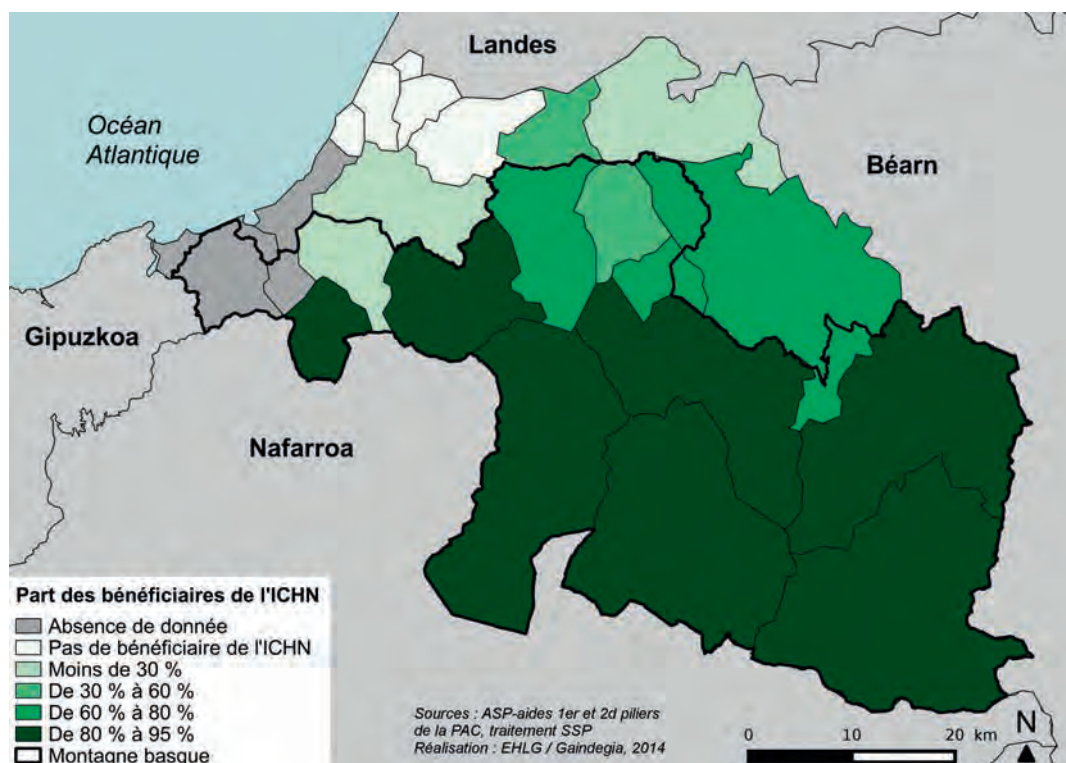 Landes
Océan
Atlantique
Béarn
Gipuzkoa
Nafarroa
Part des bénéficiaires de l'ICHN
Absence de donnée
Pas de bénéficiaire de l'ICHN
Moins de 30 %
De 30 % à 60 %
De 60 % à 80 %
De 80 % à 95 %
Montagne basque
Sources : ASP-aides 1er et 2d piliers
de la PAC, traitement SSP
Réalisation : EHLG / Gaindegia, 2014
0 10 20 km
N